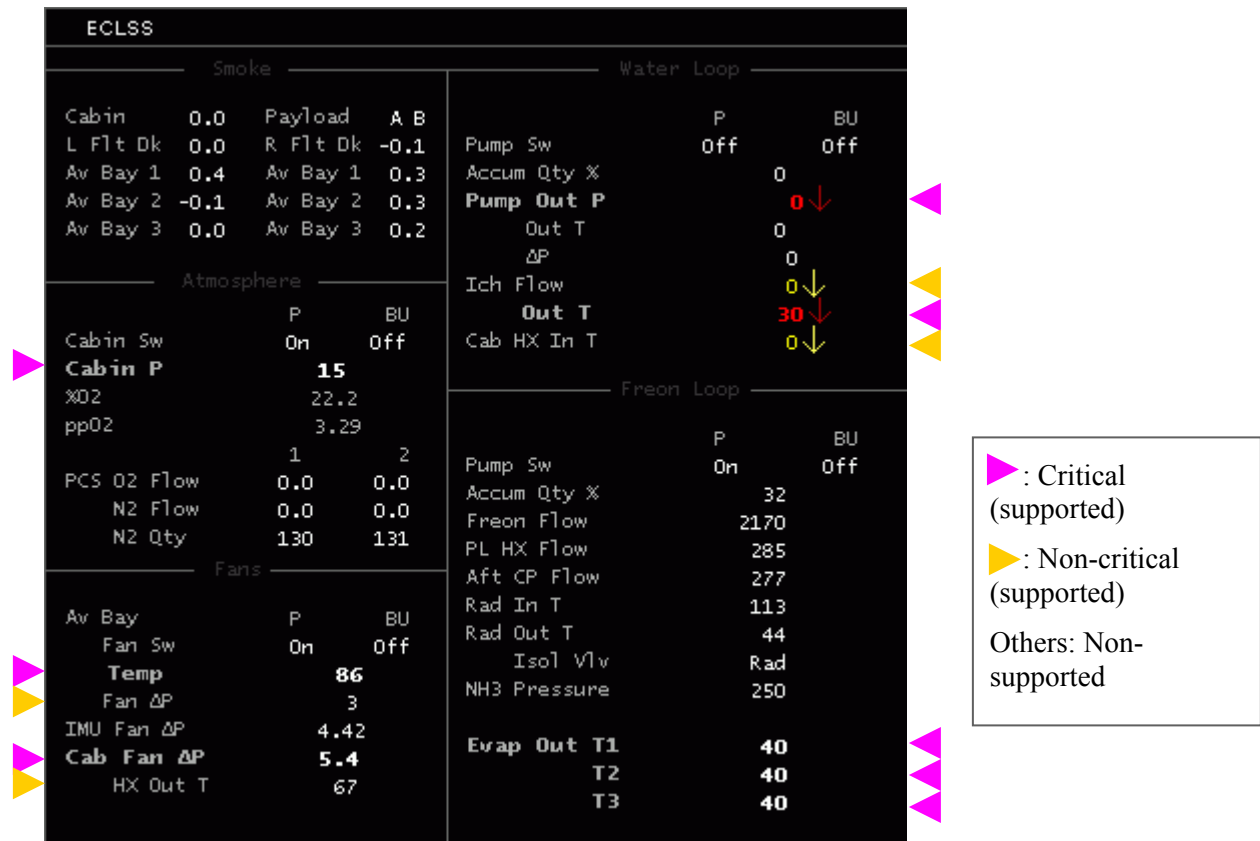 ECLSS
Smoke
Cabin 0.0 Payload A B
L Flt Dk 0.0 R Flt Dk -0.1
Av Bay 1 0.4 Av Bay 1 0.3
Av Bay 2 -0.1 Av Bay 2 0.3
Av Bay 3 0.0 Av Bay 3 0.2
Atmosphere
P BU
Cabin Sw On Off
Cabin P 15
%O2 22.2
ppO2 3.29
1 2
PCS O2 Flow 0.0 0.0
N2 Flow 0.0 0.0
N2 Qty 130 131
Fans
Av Bay P BU
Fan Sw On Off
Temp 86
Fan ΔP 3
IMU Fan ΔP 4.42
Cab Fan ΔP 5.4
HX Out T 67
Water Loop
P BU
Pump Sw Off Off
Accum Qty % 0
Pump Out P 0↓
Out T 0
ΔP 0
Ich Flow 0↓
Out T 30↓
Cab HX In T 0↓
Freon Loop
P BU
Pump Sw On Off
Accum Qty % 32
Freon Flow 2170
PL HX Flow 285
Aft CP Flow 277
Rad In T 113
Rad Out T 44
Isol Vlv Rad
NH3 Pressure 250
Evap Out T1 40
T2 40
T3 40
: Critical
(supported)
: Non-critical
(supported)
Others: Non-
supported